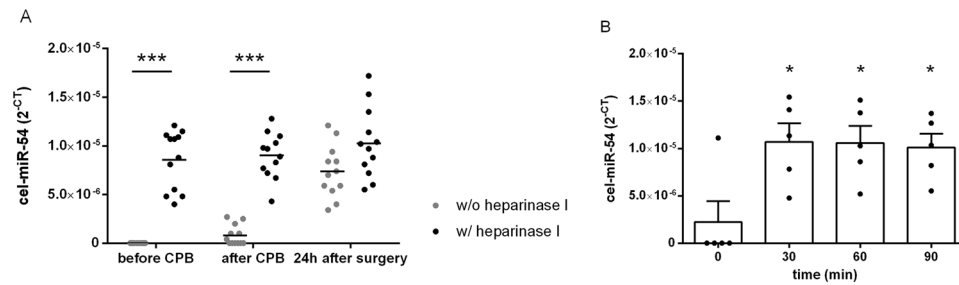 A
cel-miR-54 (2^-CT)
2.0×10^-5
1.5×10^-5
1.0×10^-5
5.0×10^-6
0
***
***
before CPB
after CPB
24h after surgery
w/o heparinase I
w/ heparinase I
B
cel-miR-54 (2^-CT)
2.0×10^-5
1.5×10^-5
1.0×10^-5
5.0×10^-6
0
*
*
*
0
30
60
90
time (min)